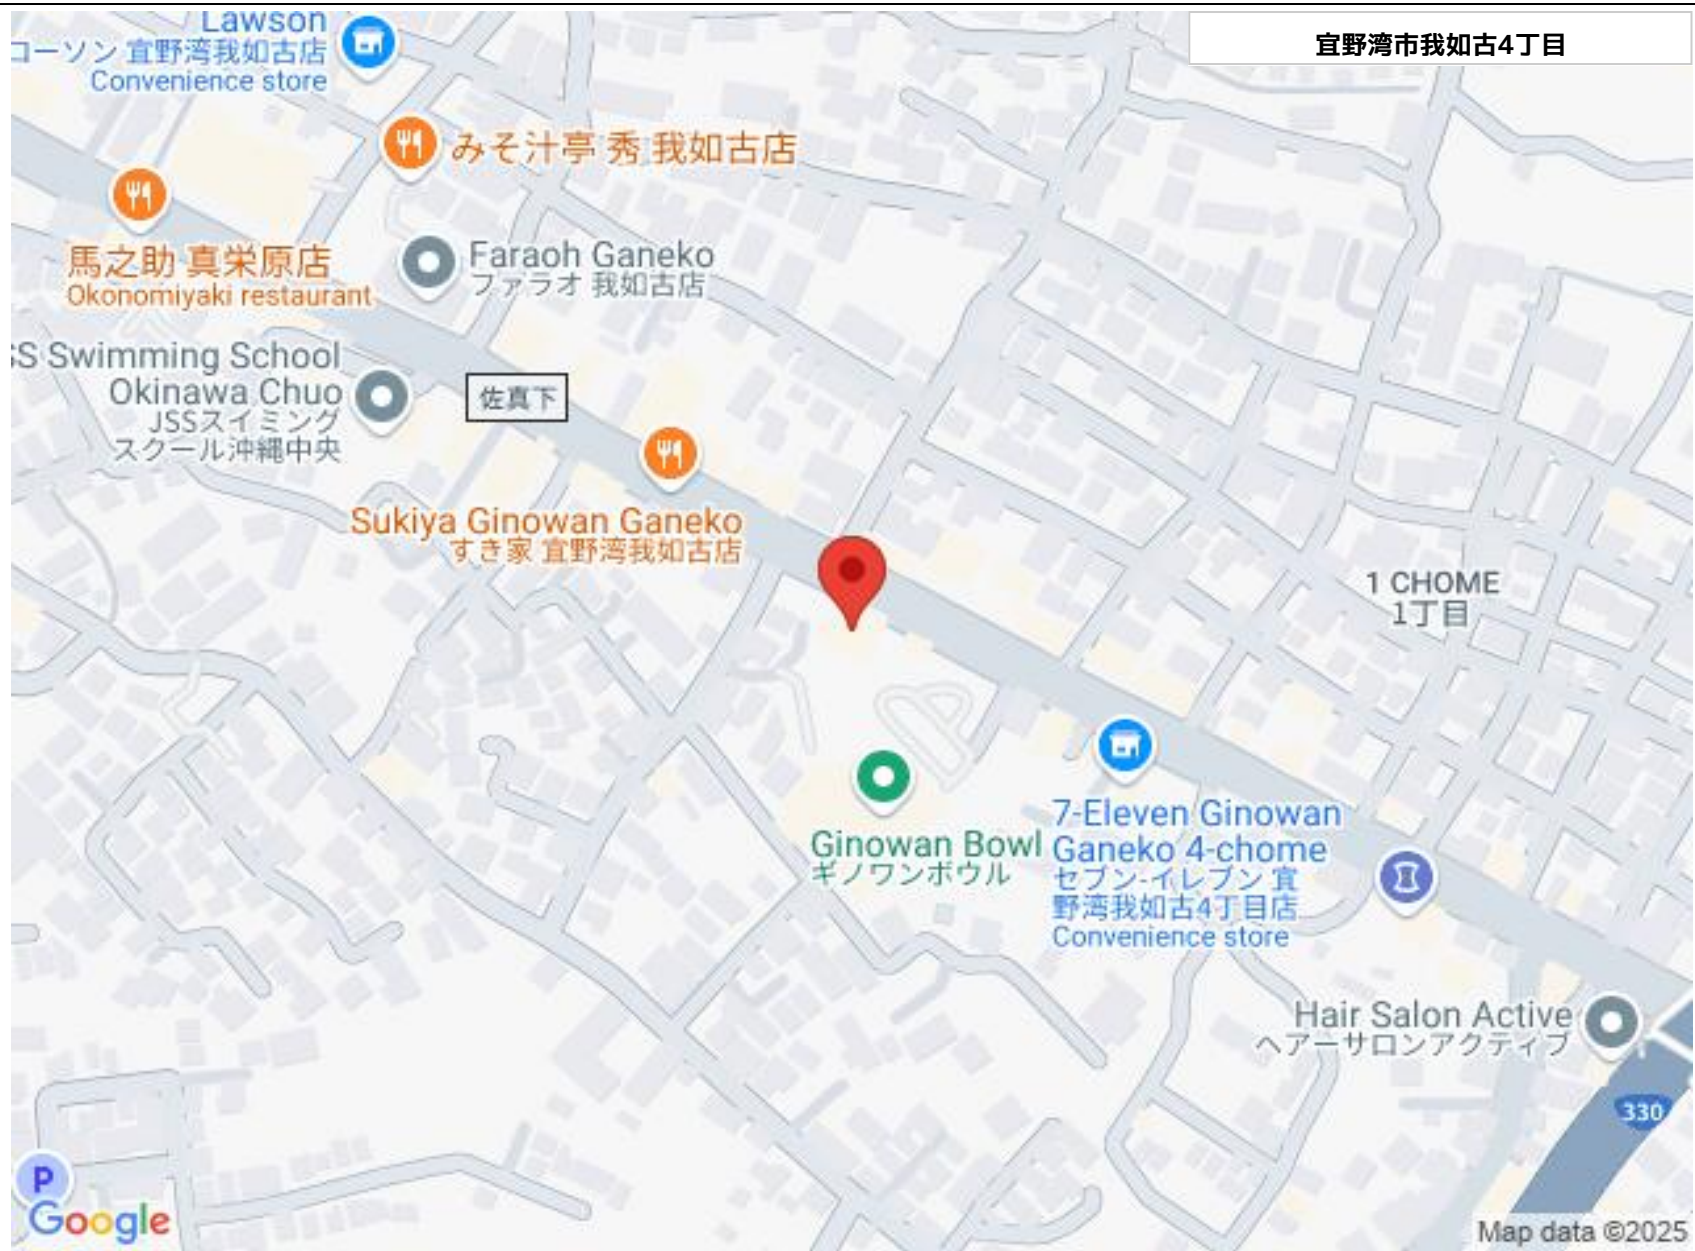 宜野湾市我如古4丁目
Lawson
ローソン 宜野湾我如古店
Convenience store
みそ汁亭 秀 我如古店
馬之助 真栄原店
Okonomiyaki restaurant
Faraoh Ganeko
ファラオ 我如古店
SS Swimming School
Okinawa Chuo
JSSスイミング
スクール沖縄中央
佐真下
Sukiya Ginowan Ganeko
すき家 宜野湾我如古店
1 CHOME
1丁目
Ginowan Bowl
ギノワンボウル
7-Eleven Ginowan
Ganeko 4-chome
セブン-イレブン 宜
野湾我如古4丁目店
Convenience store
Hair Salon Active
ヘアーサロンアクティブ
330
P
Google
Map data ©2025